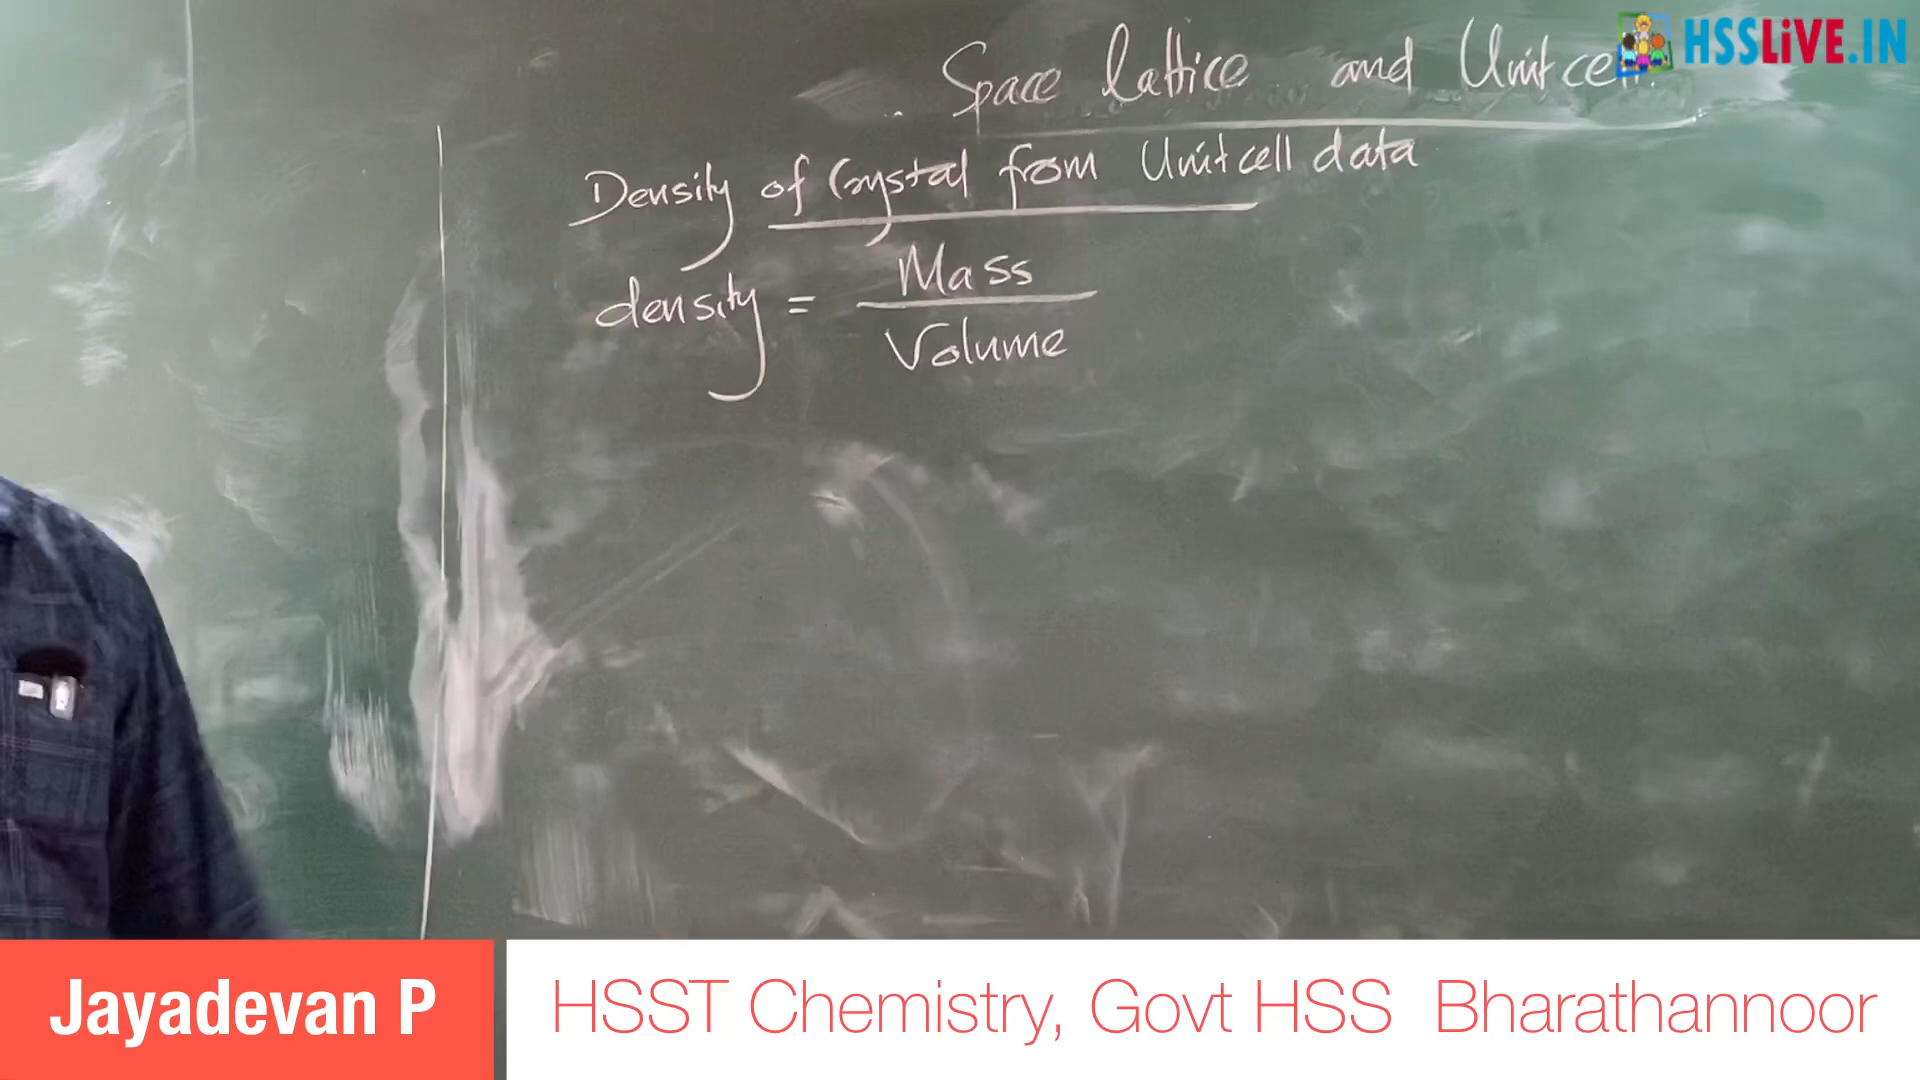 HSSLiVE.IN
Space lattice and Unit cell
Density of Crystal from Unit cell data
density = Mass
Volume
Jayadevan P
HSST Chemistry, Govt HSS Bharathannoor